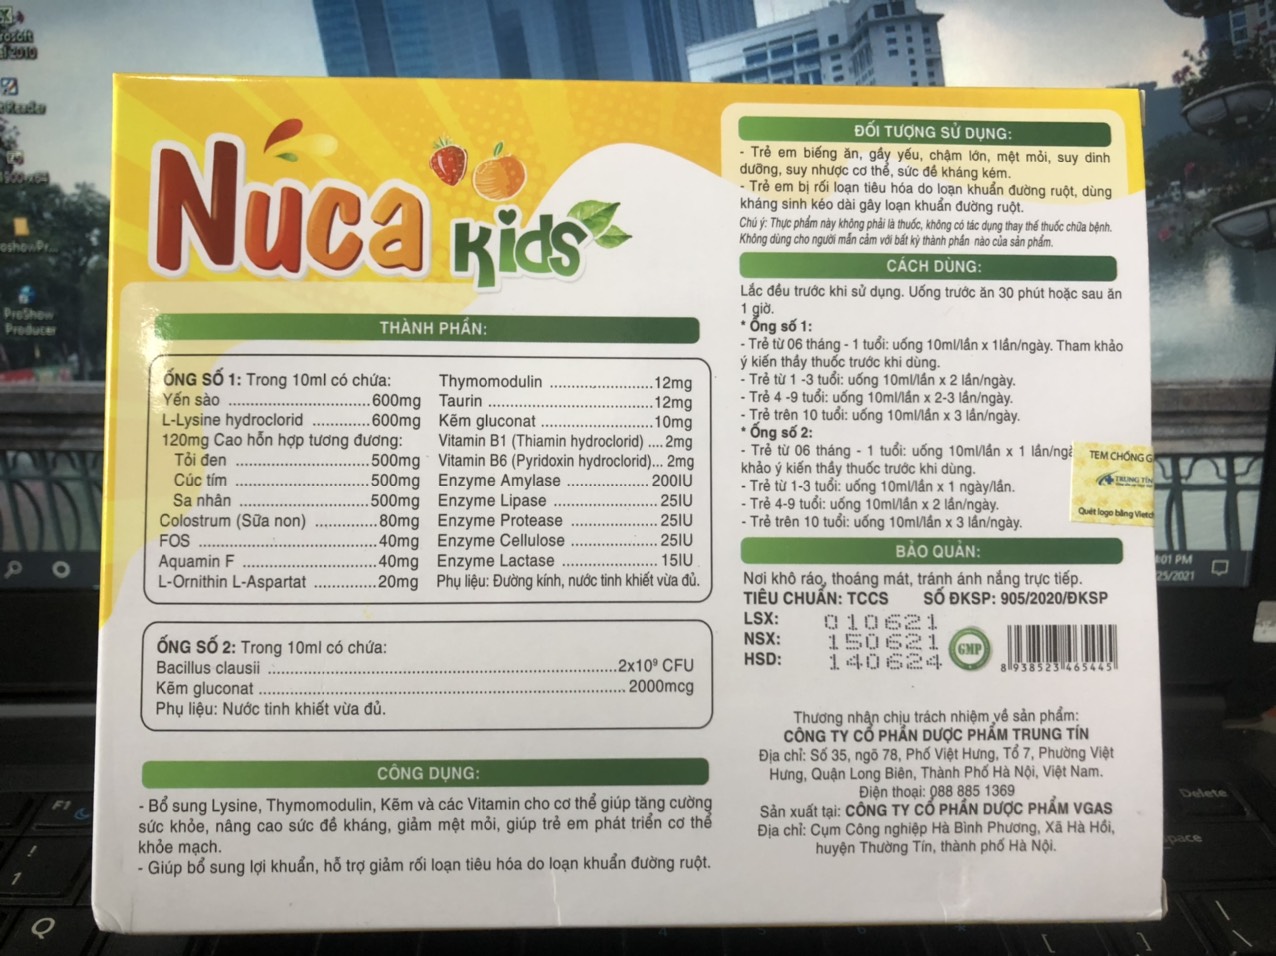 Nuca
Kids
THÀNH PHẦN:
ỐNG SỐ 1: Trong 10ml có chứa:
Yến sào ........................600mg
L-Lysine hydroclorid ............600mg
120mg Cao hỗn hợp tương đương:
Tỏi đen ........................500mg
Cúc tím ........................500mg
Sa nhân ........................500mg
Colostrum (Sữa non) ...........80mg
FOS ................................40mg
Aquamin F ........................40mg
L-Ornithin L-Aspartat ............20mg
Thymomodulin ....................12mg
Taurin ............................12mg
Kẽm gluconat ....................10mg
Vitamin B1 (Thiamin hydroclorid) ....2mg
Vitamin B6 (Pyridoxin hydroclorid)... 2mg
Enzyme Amylase ................200IU
Enzyme Lipase ....................25IU
Enzyme Protease ................25IU
Enzyme Cellulose ................25IU
Enzyme Lactase ................15IU
Phụ liệu: Đường kính, nước tinh khiết vừa đủ.
ỐNG SỐ 2: Trong 10ml có chứa:
Bacillus clausii ................................2x10⁹ CFU
Kẽm gluconat ................................ 2000mcg
Phụ liệu: Nước tinh khiết vừa đủ.
CÔNG DỤNG:
- Bổ sung Lysine, Thymomodulin, Kẽm và các Vitamin cho cơ thể giúp tăng cường
sức khỏe, nâng cao sức đề kháng, giảm mệt mỏi, giúp trẻ em phát triển cơ thể
khỏe mạch.
- Giúp bổ sung lợi khuẩn, hỗ trợ giảm rối loạn tiêu hóa do loạn khuẩn đường ruột.
ĐỐI TƯỢNG SỬ DỤNG:
- Trẻ em biếng ăn, gầy yếu, chậm lớn, mệt mỏi, suy dinh
dưỡng, suy nhược cơ thể, sức đề kháng kém.
- Trẻ em bị rối loạn tiêu hóa do loạn khuẩn đường ruột, dùng
kháng sinh kéo dài gây loạn khuẩn đường ruột.
Chú ý: Thực phẩm này không phải là thuốc, không có tác dụng thay thế thuốc chữa bệnh.
Không dùng cho người mẫn cảm với bất kỳ thành phần nào của sản phẩm.
CÁCH DÙNG:
Lắc đều trước khi sử dụng. Uống trước ăn 30 phút hoặc sau ăn
1 giờ.
* Ống số 1:
- Trẻ từ 06 tháng - 1 tuổi: uống 10ml/lần x 1lần/ngày. Tham khảo
ý kiến thầy thuốc trước khi dùng.
- Trẻ từ 1 -3 tuổi: uống 10ml/lần x 2 lần/ngày.
- Trẻ 4 -9 tuổi: uống 10ml/lần x 2-3 lần/ngày.
- Trẻ trên 10 tuổi: uống 10ml/lần x 3 lần/ngày.
* Ống số 2:
- Trẻ từ 06 tháng - 1 tuổi: uống 10ml/lần x 1 lần/ngà
khảo ý kiến thầy thuốc trước khi dùng.
- Trẻ từ 1-3 tuổi: uống 10ml/lần x 1 ngày/lần.
- Trẻ 4-9 tuổi: uống 10ml/lần x 2 lần/ngày.
- Trẻ trên 10 tuổi: uống 10ml/lần x 3 lần/ngày.
TEM CHỐNG G
TRUNG TÍN
Quét logo bằng Vietch
BẢO QUẢN:
Nơi khô ráo, thoáng mát, tránh ánh nắng trực tiếp.
TIÊU CHUẨN: TCCS SỐ ĐKSP: 905/2020/ĐKSP
LSX: 010621
NSX: 150621
HSD: 140624
GMP
8 938523 465445
Thương nhân chịu trách nhiệm về sản phẩm:
CÔNG TY CỔ PHẦN DƯỢC PHẨM TRUNG TÍN
Địa chỉ: Số 35, ngõ 78, Phố Việt Hưng, Tổ 7, Phường Việt
Hưng, Quận Long Biên, Thành Phố Hà Nội, Việt Nam.
Điện thoại: 088 885 1369
Sản xuất tại: CÔNG TY CỔ PHẦN DƯỢC PHẨM VGAS
Địa chỉ: Cụm Công nghiệp Hà Bình Phương, Xã Hà Hồi,
huyện Thường Tín, thành phố Hà Nội.
ProShow
Producer
:01 PM
25/2021
F1
Delete
!
1
Q